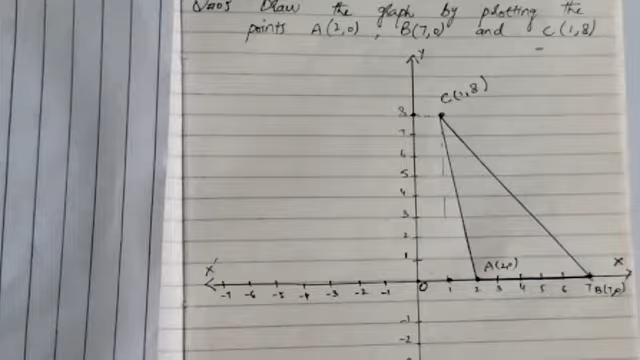 Q no5 Draw the graph by plotting the
points A(2,0), B(7,0) and C(1,8)
Y
C(1,8)
8
7
6
5
4
3
2
1
A(2,0)
X
X'
-7 -6 -5 -4 -3 -2 -1 0 1 2 3 4 5 6 7 B(7,0)
-1
-2